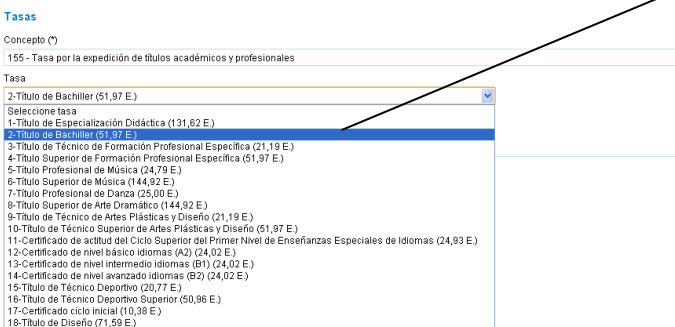 Tasas
Concepto (*)
155 - Tasa por la expedición de títulos académicos y profesionales
Tasa
2-Título de Bachiller (51,97 E.)
Seleccione tasa
1-Título de Especialización Didáctica (131,62 E.)
2-Título de Bachiller (51,97 E.)
3-Título de Técnico de Formación Profesional Específica (21,19 E.)
4-Título Superior de Formación Profesional Específica (51,97 E.)
5-Título Profesional de Música (24,79 E.)
6-Título Superior de Música (144,92 E.)
7-Título Profesional de Danza (25,00 E.)
8-Título Superior de Arte Dramático (144,92 E.)
9-Título de Técnico de Artes Plásticas y Diseño (21,19 E.)
10-Título de Técnico Superior de Artes Plásticas y Diseño (51,97 E.)
11-Certificado de actitud del Ciclo Superior del Primer Nivel de Enseñanzas Especiales de Idiomas (24,93 E.)
12-Certificado de nivel básico idiomas (A2) (24,02 E.)
13-Certificado de nivel intermedio idiomas (B1) (24,02 E.)
14-Certificado de nivel avanzado idiomas (B2) (24,02 E.)
15-Título de Técnico Deportivo (20,77 E.)
16-Título de Técnico Deportivo Superior (50,96 E.)
17-Certificado ciclo inicial (10,38 E.)
18-Título de Diseño (71,59 E.)